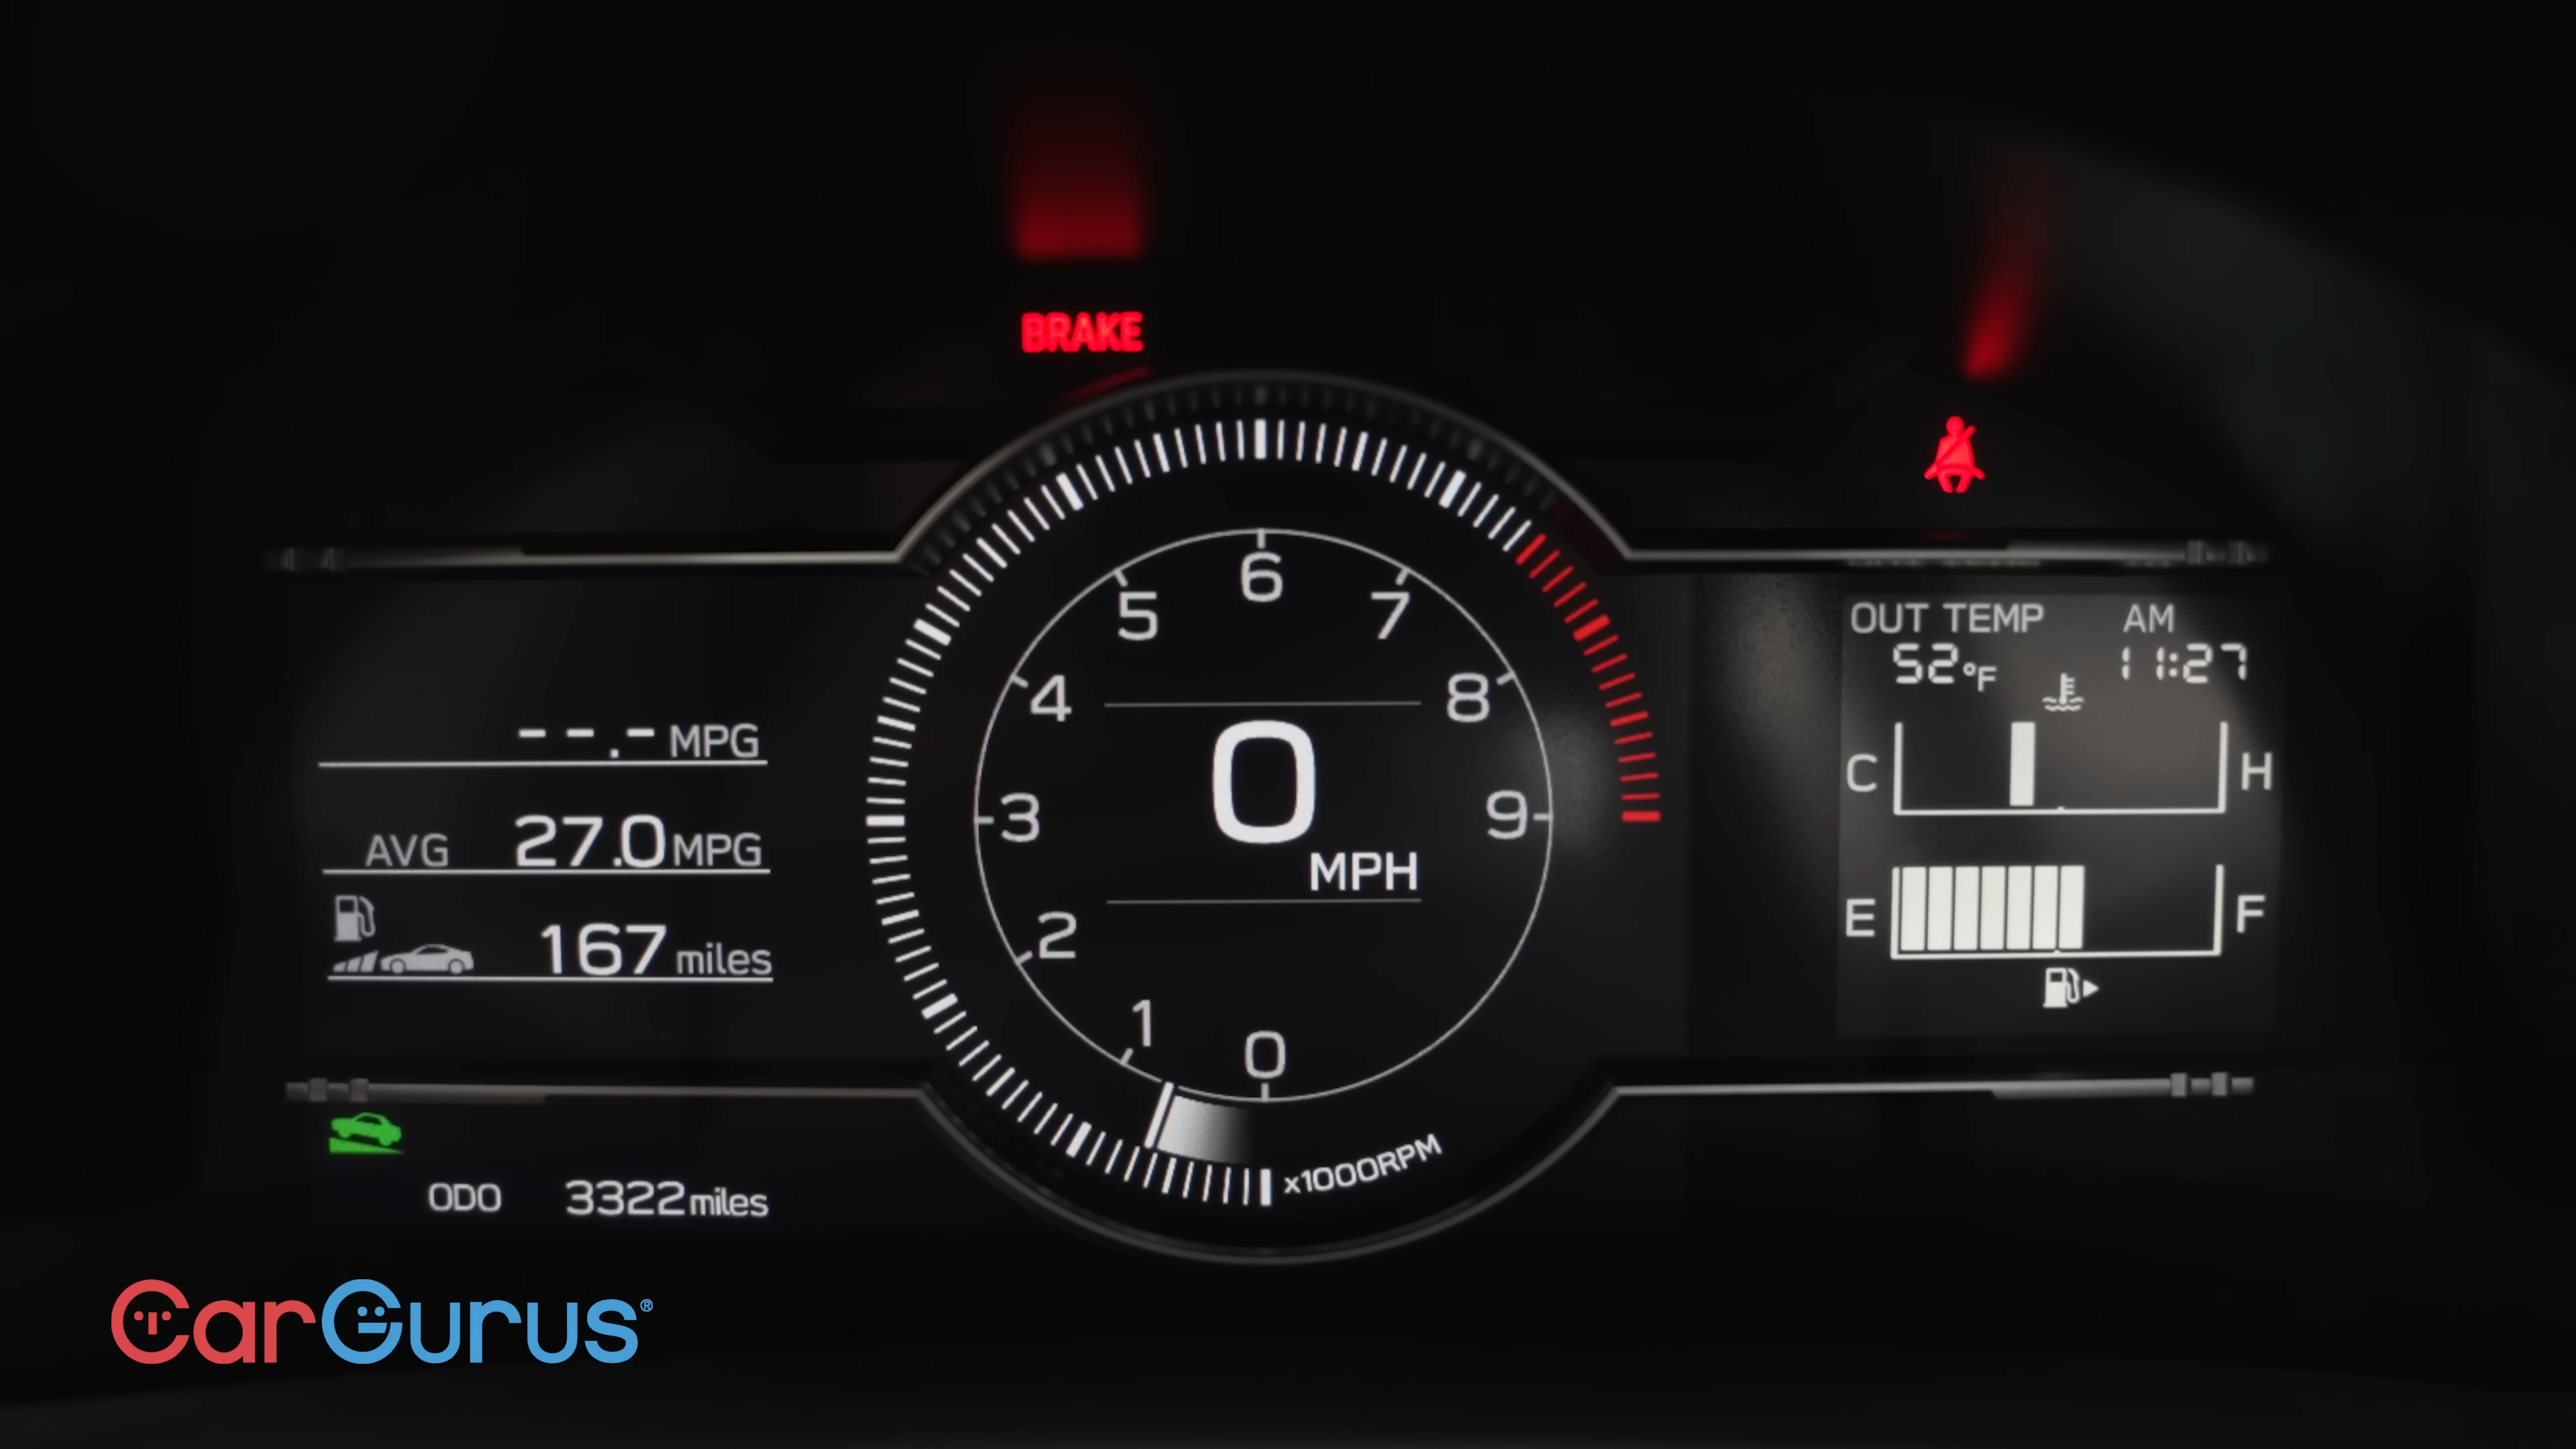 BRAKE
--.- MPG
AVG 27.0 MPG
167 miles
ODO 3322 miles
6
5 7
4 8
0
MPH
3 9
2
1
0
x1000RPM
OUT TEMP AM
52°F 11:27
C H
E F
CarGurus®